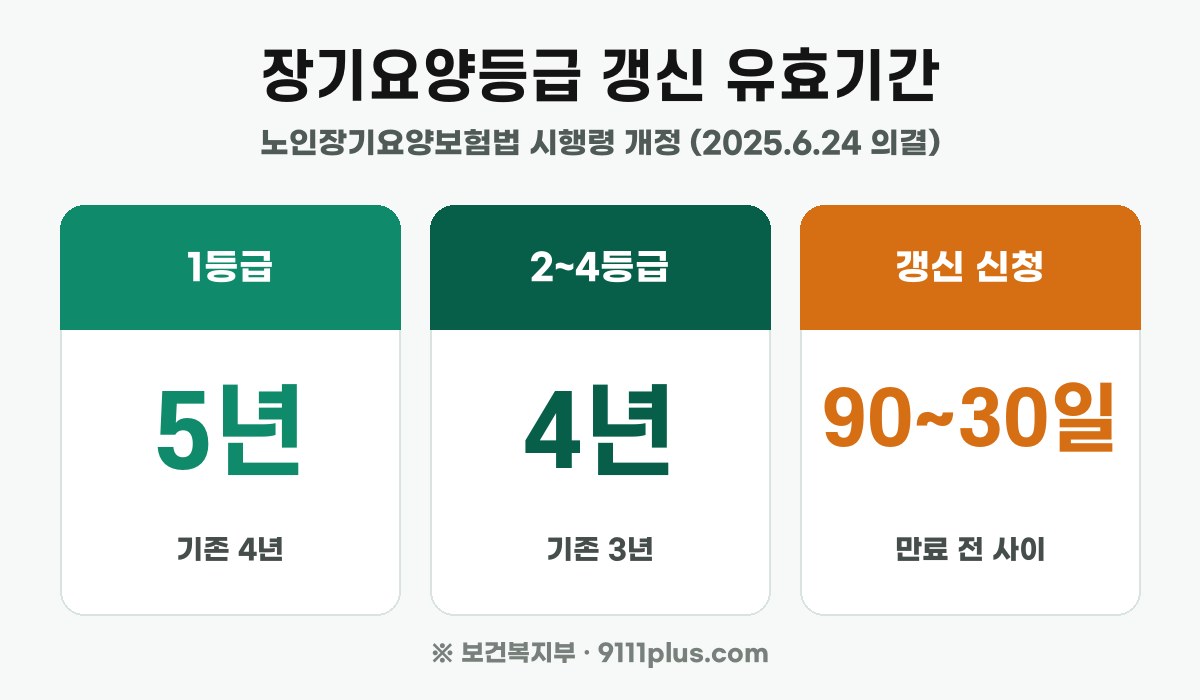 장기요양등급 갱신 유효기간
노인장기요양보험법 시행령 개정 (2025.6.24 의결)
1등급
5년
기존 4년
2~4등급
4년
기존 3년
갱신 신청
90~30일
만료 전 사이
※ 보건복지부 · 9111plus.com